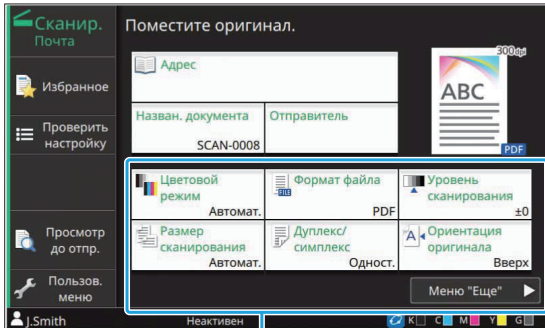 Сканир.
Почта
Поместите оригинал.
300dpi
Адрес
Избранное
ABC
Назван. документа
Отправитель
SCAN-0008
PDF
Проверить
настройку
Цветовой
режим
Автомат.
Формат файла
FILE
PDF
Уровень
сканирования
±0
Размер
сканирования
Автомат.
Дуплекс/
симплекс
Одност.
Ориентация
оригинала
Вверх
Просмотр
до отпр.
Пользов.
меню
Меню "Еще"
J.Smith
Неактивен
K C M Y G